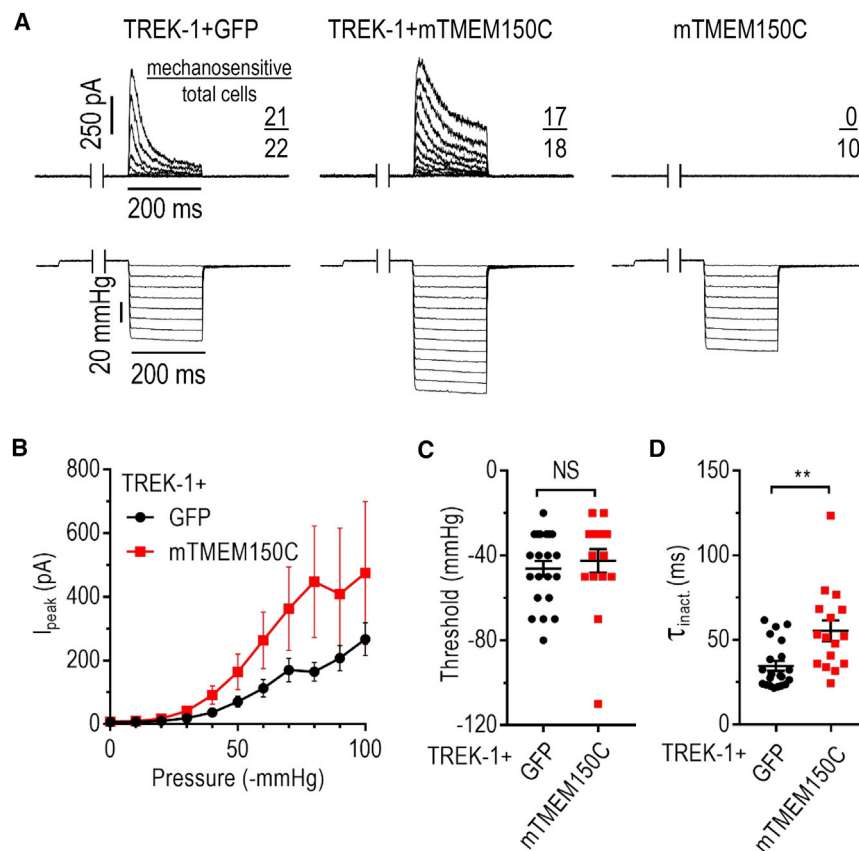 A
TREK-1+GFP
TREK-1+mTMEM150C
mTMEM150C
mechanosensitive
total cells
250 pA
21
22
17
18
0
10
200 ms
20 mmHg
200 ms
B
800
600
400
200
0
I peak (pA)
TREK-1+
GFP
mTMEM150C
0
50
100
Pressure (-mmHg)
C
NS
0
-40
-80
-120
Threshold (mmHg)
TREK-1+
GFP
mTMEM150C
D
**
150
100
50
0
τ inact. (ms)
TREK-1+
GFP
mTMEM150C